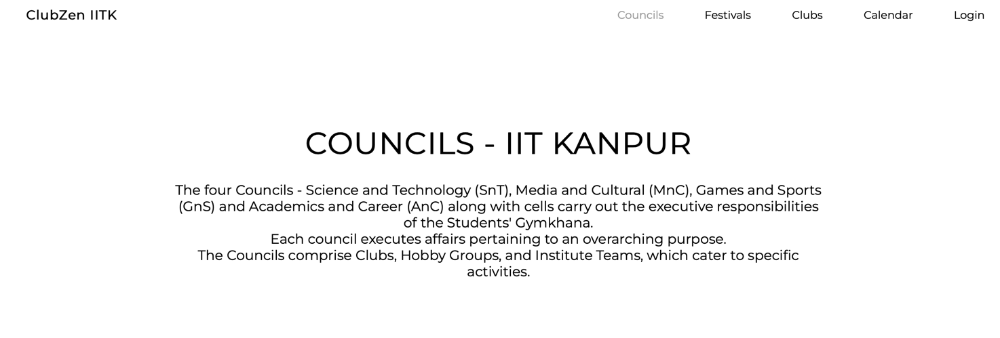 ClubZen IITK
Councils
Festivals
Clubs
Calendar
Login
COUNCILS - IIT KANPUR
The four Councils - Science and Technology (SnT), Media and Cultural (MnC), Games and Sports
(GnS) and Academics and Career (AnC) along with cells carry out the executive responsibilities
of the Students' Gymkhana.
Each council executes affairs pertaining to an overarching purpose.
The Councils comprise Clubs, Hobby Groups, and Institute Teams, which cater to specific
activities.